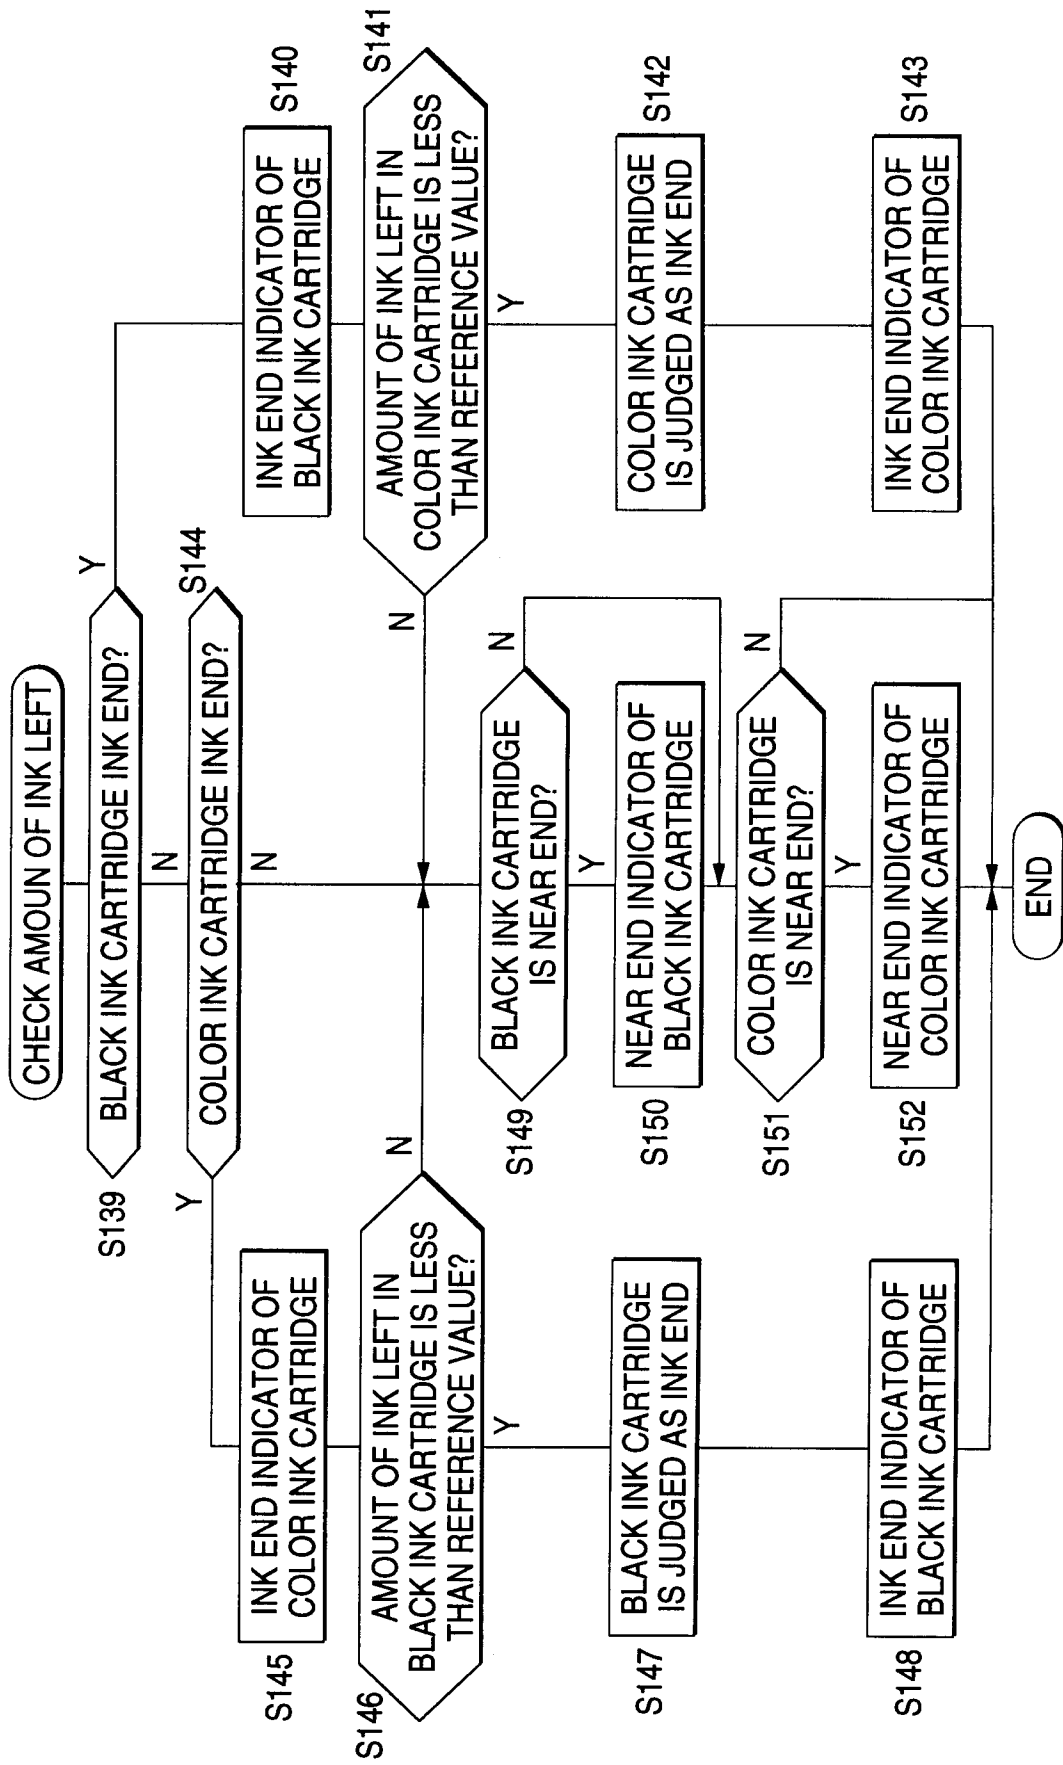 CHECK AMOUN OF INK LEFT
S139
BLACK INK CARTRIDGE INK END?
Y
N
S144
COLOR INK CARTRIDGE INK END?
Y
N
INK END INDICATOR OF
BLACK INK CARTRIDGE
S140
AMOUNT OF INK LEFT IN
COLOR INK CARTRIDGE IS LESS
THAN REFERENCE VALUE?
S141
N
Y
COLOR INK CARTRIDGE
IS JUDGED AS INK END
S142
INK END INDICATOR OF
COLOR INK CARTRIDGE
S143
S145
INK END INDICATOR OF
COLOR INK CARTRIDGE
S146
AMOUNT OF INK LEFT IN
BLACK INK CARTRIDGE IS LESS
THAN REFERENCE VALUE?
N
Y
S147
BLACK INK CARTRIDGE
IS JUDGED AS INK END
S148
INK END INDICATOR OF
BLACK INK CARTRIDGE
S149
BLACK INK CARTRIDGE
IS NEAR END?
N
Y
S150
NEAR END INDICATOR OF
BLACK INK CARTRIDGE
S151
COLOR INK CARTRIDGE
IS NEAR END?
N
Y
S152
NEAR END INDICATOR OF
COLOR INK CARTRIDGE
END